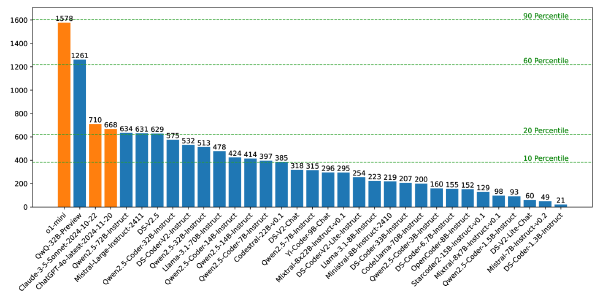 1600
1400
1200
1000
800
600
400
200
0
90 Percentile
60 Percentile
20 Percentile
10 Percentile
1578
1261
710
668
634
631
629
575
532
513
478
424
414
397
385
318
315
296
295
254
223
219
207
200
160
155
152
129
98
93
60
49
21
o1-mini
QwQ-32B-Preview
Claude-3-5-Sonnet-2024-10-22
ChatGPT-4o-latest-2024-11-20
Qwen2.5-72B-Instruct
Mistral-Large-Instruct-2411
DS-V2.5
Qwen2.5-Coder-32B-Instruct
DS-Coder-V2-Instruct
Qwen2.5-32B-Instruct
Llama-3.1-70B-Instruct
Qwen2.5-Coder-14B-Instruct
Qwen2.5-14B-Instruct
Qwen2.5-Coder-7B-Instruct
Codestral-22B-v0.1
DS-V2-Chat
Qwen2.5-7B-Instruct
Yi-Coder-9B-Chat
Mixtral-8x22B-Instruct-v0.1
DS-CoderV2-Lite-Instruct
Llama-3.1-8B-Instruct
Ministral-8B-Instruct-2410
DS-Coder-33B-Instruct
CodeLlama-70B-Instruct
Qwen2.5-Coder-3B-Instruct
DS-Coder-6.7B-Instruct
OpenCoder-8B-Instruct
Starcoder2-15B-Instruct-v0.1
Mixtral-8x7B-Instruct-v0.1
Qwen2.5-Coder-1.5B-Instruct
DS-V2-Lite-Chat
Mistral-7B-Instruct-v0.2
DS-Coder-1.3B-Instruct